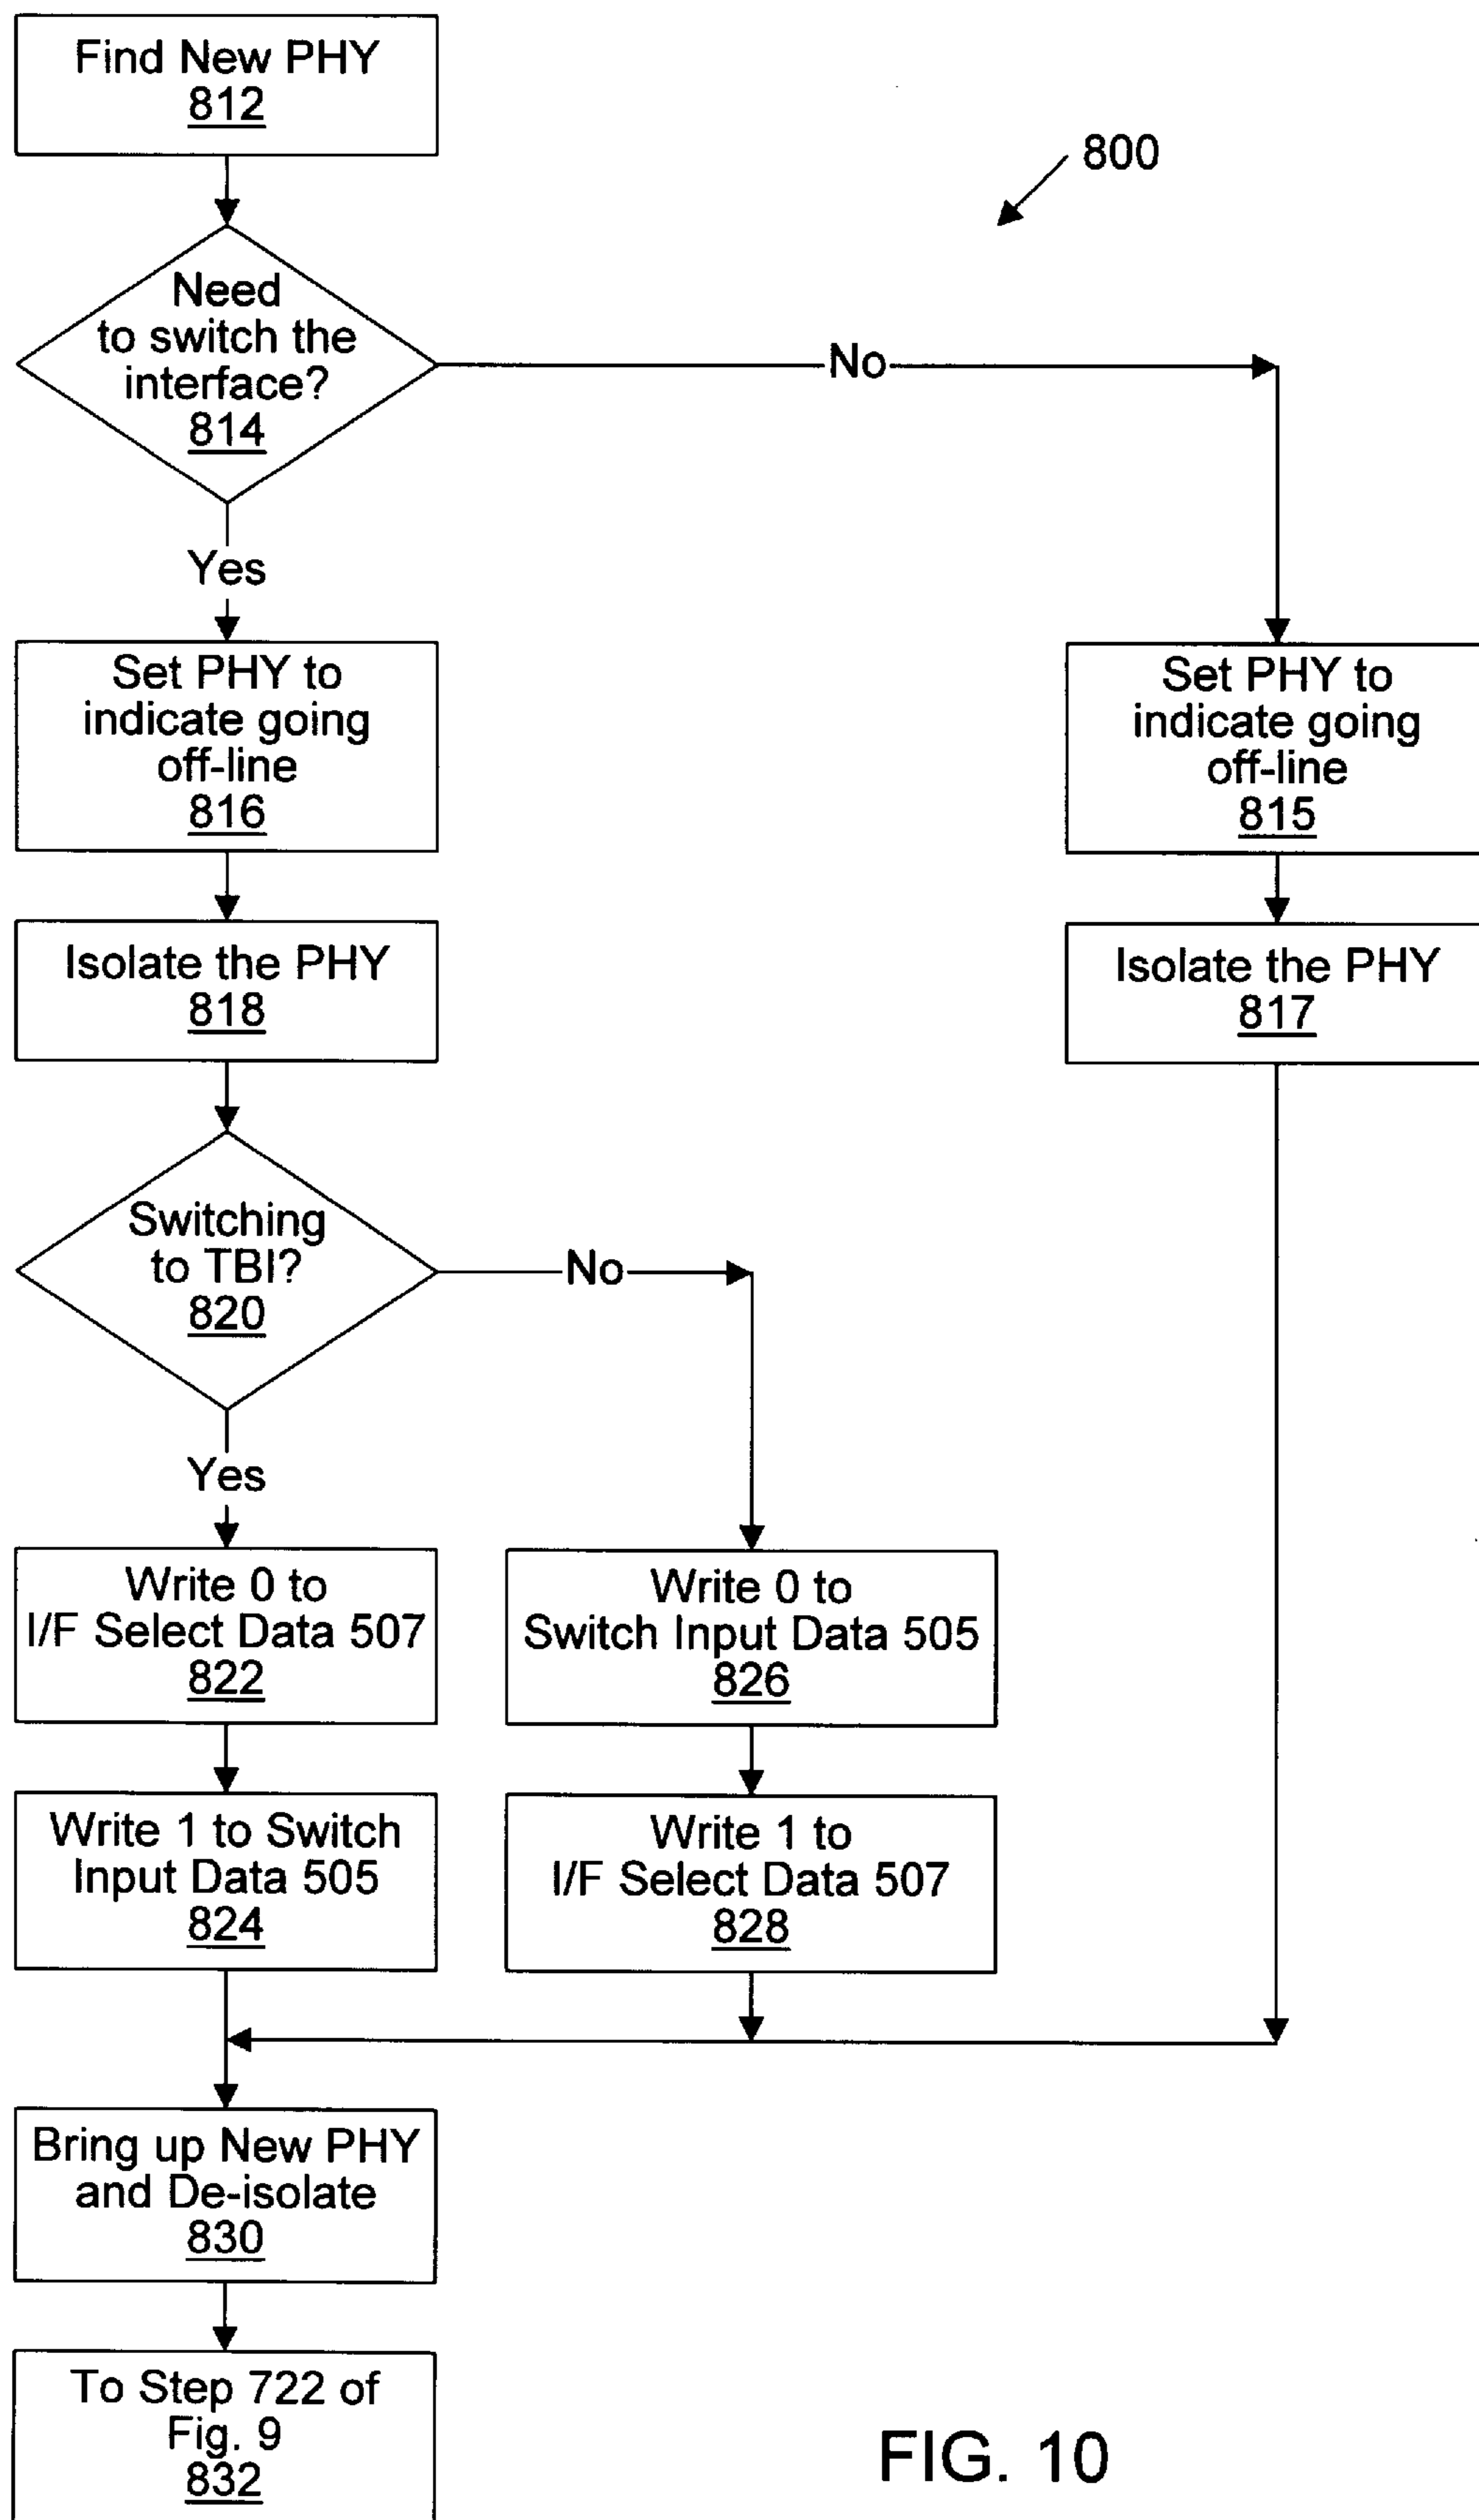 Find New PHY
812
800
Need
to switch the
interface?
814
No
Yes
Set PHY to
indicate going
off-line
816
Set PHY to
indicate going
off-line
815
Isolate the PHY
818
Isolate the PHY
817
Switching
to TBI?
820
No
Yes
Write 0 to
I/F Select Data 507
822
Write 0 to
Switch Input Data 505
826
Write 1 to Switch
Input Data 505
824
Write 1 to
I/F Select Data 507
828
Bring up New PHY
and De-isolate
830
To Step 722 of
Fig. 9
832
FIG. 10